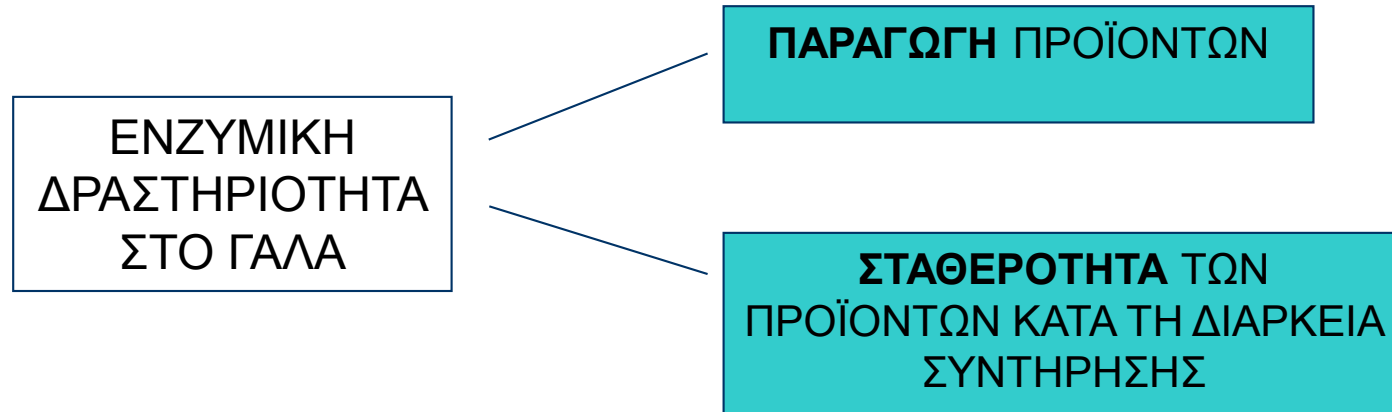 ΕΝΖΥΜΙΚΗ
ΔΡΑΣΤΗΡΙΟΤΗΤΑ
ΣΤΟ ΓΑΛΑ
ΠΑΡΑΓΩΓΗ ΠΡΟΪΟΝΤΩΝ
ΣΤΑΘΕΡΟΤΗΤΑ ΤΩΝ
ΠΡΟΪΟΝΤΩΝ ΚΑΤΑ ΤΗ ΔΙΑΡΚΕΙΑ
ΣΥΝΤΗΡΗΣΗΣ